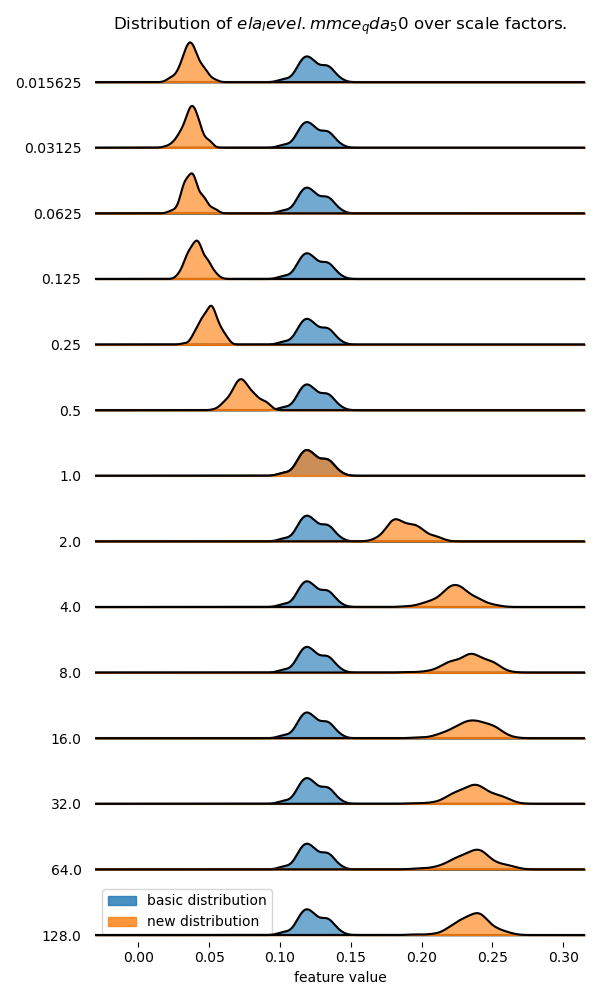 Distribution of ela_level.mmce_qda_50 over scale factors.
0.015625
0.03125
0.0625
0.125
0.25
0.5
1.0
2.0
4.0
8.0
16.0
32.0
64.0
128.0
basic distribution
new distribution
0.00 0.05 0.10 0.15 0.20 0.25 0.30
feature value